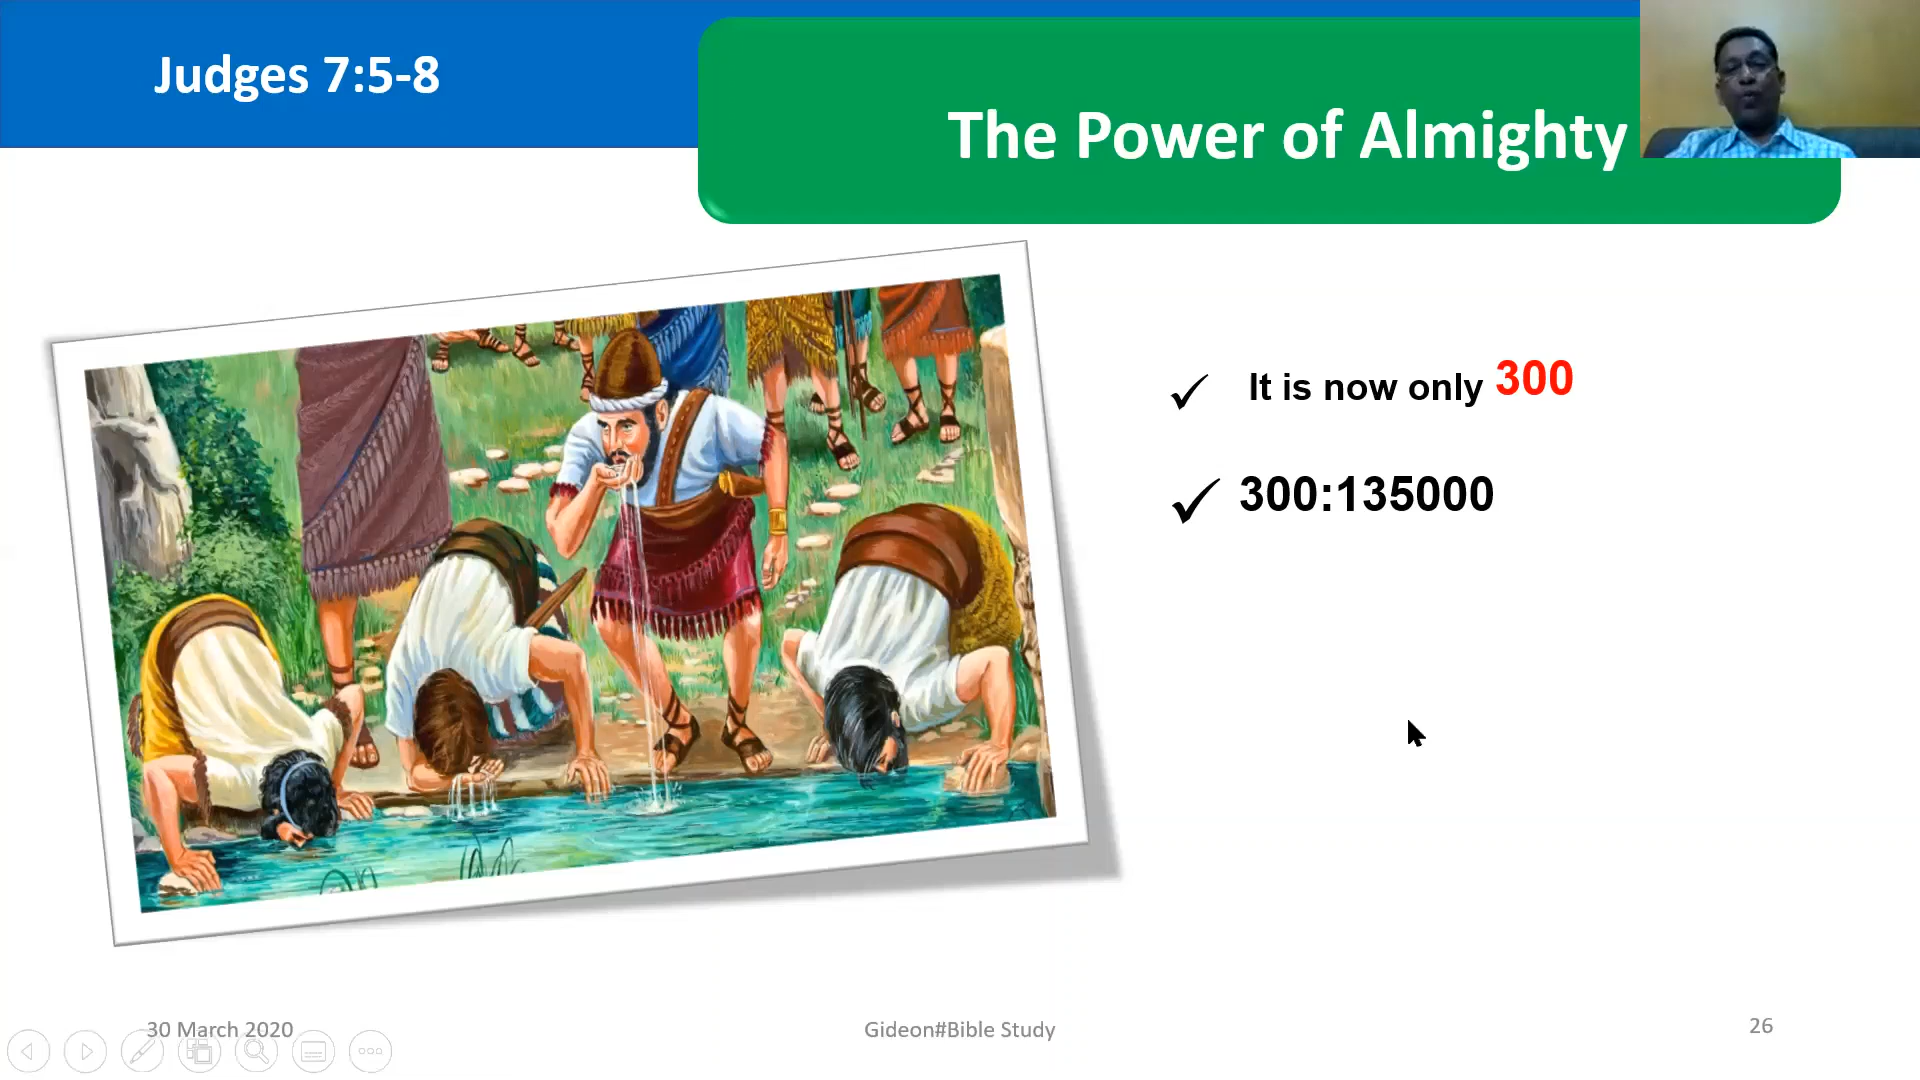 Judges 7:5-8
The Power of Almighty
It is now only 300
300:135000
30 March 2020
Gideon#Bible Study
26